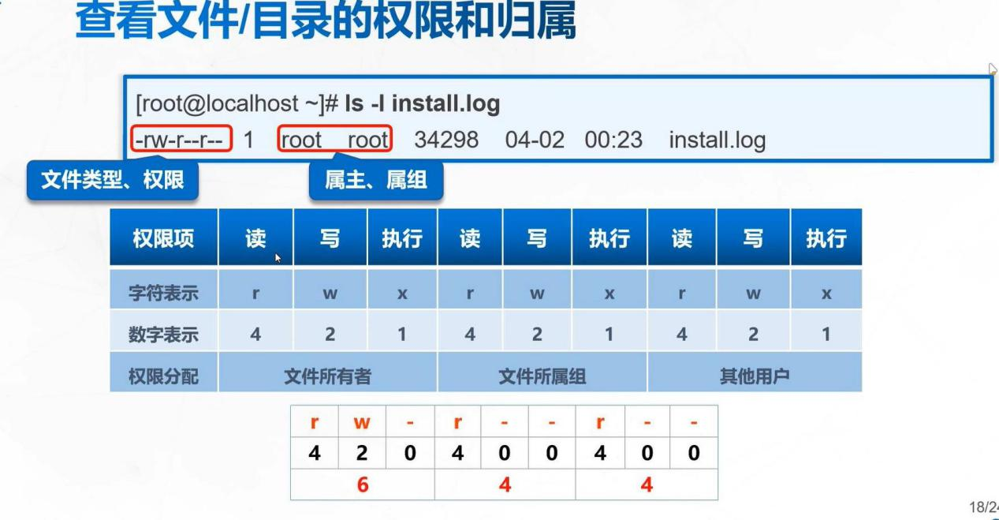 查看文件/目录的权限和归属
[root@localhost ~]# ls -l install.log
-rw-r--r-- 1 root root 34298 04-02 00:23 install.log
文件类型、权限 属主、属组
权限项 读 写 执行 读 写 执行 读 写 执行
字符表示 r w x r w x r w x
数字表示 4 2 1 4 2 1 4 2 1
权限分配 文件所有者 文件所属组 其他用户
r w - r - - r - -
4 2 0 4 0 0 4 0 0
6 4 4
18/24